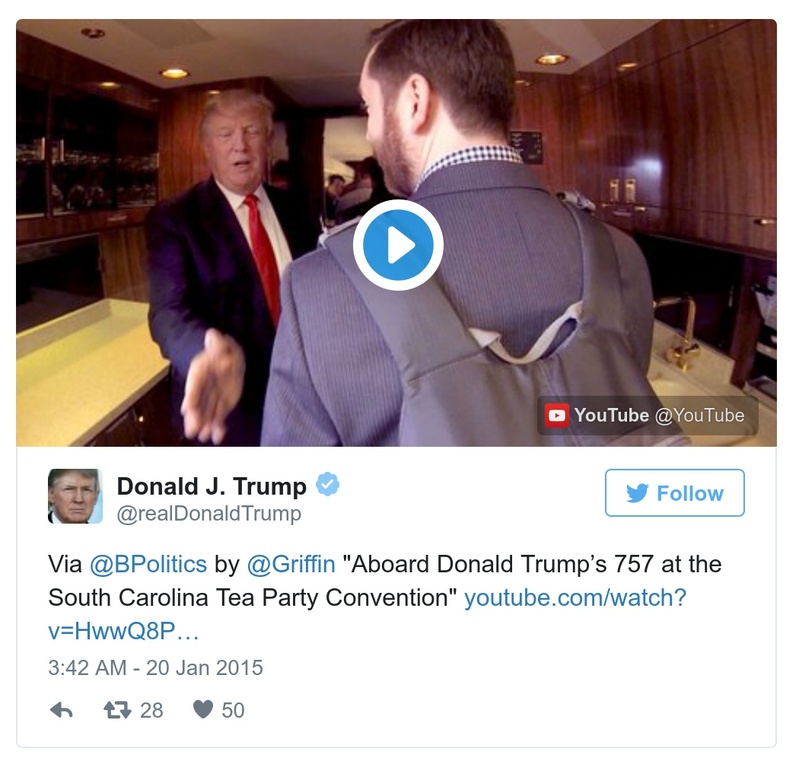 YouTube @YouTube
Donald J. Trump
@realDonaldTrump
Follow
Via @BPolitics by @Griffin "Aboard Donald Trump’s 757 at the
South Carolina Tea Party Convention" youtube.com/watch?
v=HwwQ8P…
3:42 AM - 20 Jan 2015
28 50